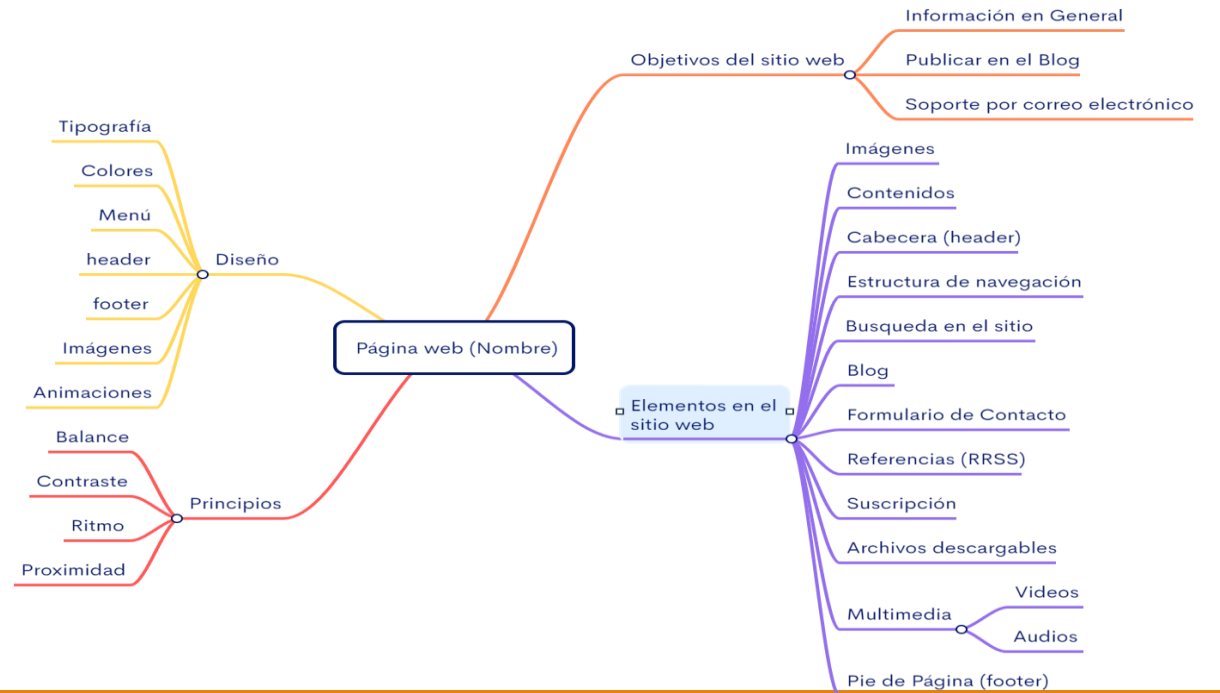 Página web (Nombre)
Objetivos del sitio web
Información en General
Publicar en el Blog
Soporte por correo electrónico
Elementos en el
sitio web
Imágenes
Contenidos
Cabecera (header)
Estructura de navegación
Busqueda en el sitio
Blog
Formulario de Contacto
Referencias (RRSS)
Suscripción
Archivos descargables
Multimedia
Videos
Audios
Pie de Página (footer)
Diseño
Tipografía
Colores
Menú
header
footer
Imágenes
Animaciones
Principios
Balance
Contraste
Ritmo
Proximidad